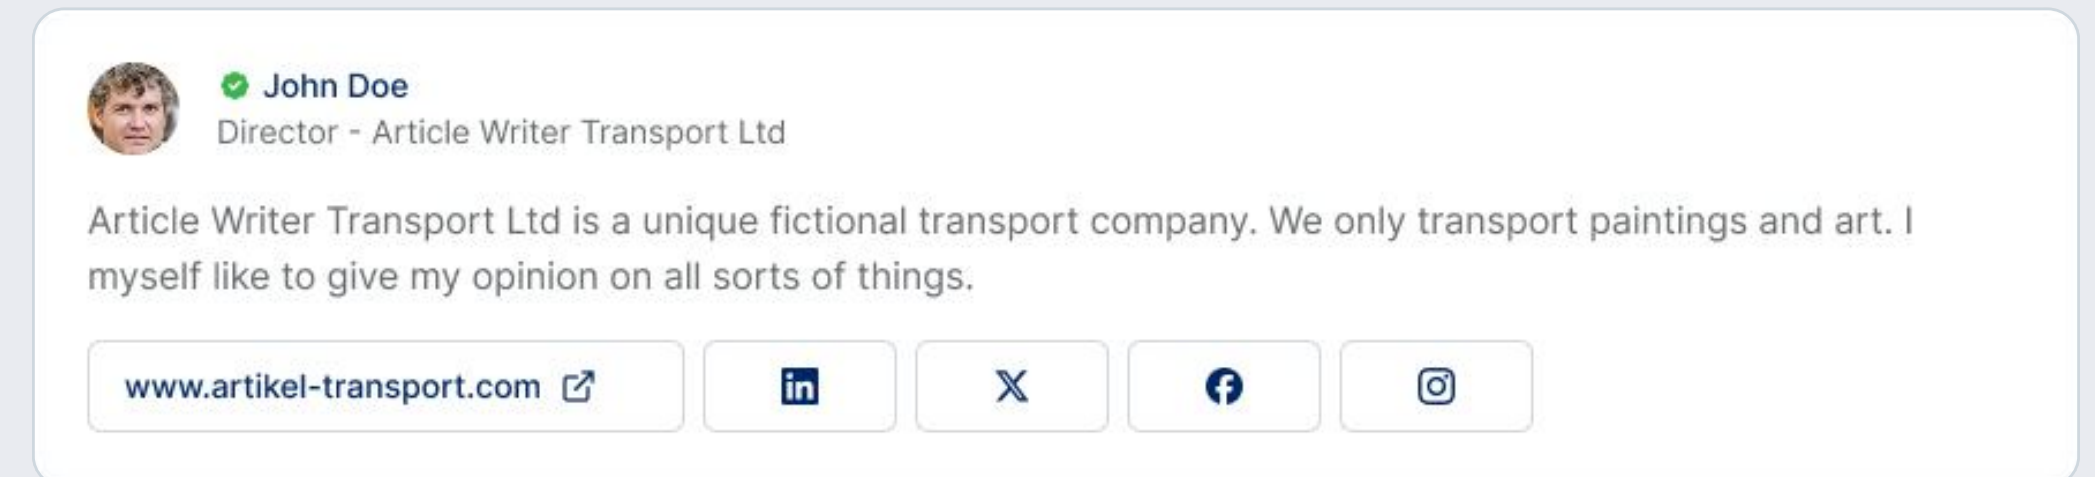 John Doe
Director - Article Writer Transport Ltd
Article Writer Transport Ltd is a unique fictional transport company. We only transport paintings and art. I
myself like to give my opinion on all sorts of things.
www.artikel-transport.com